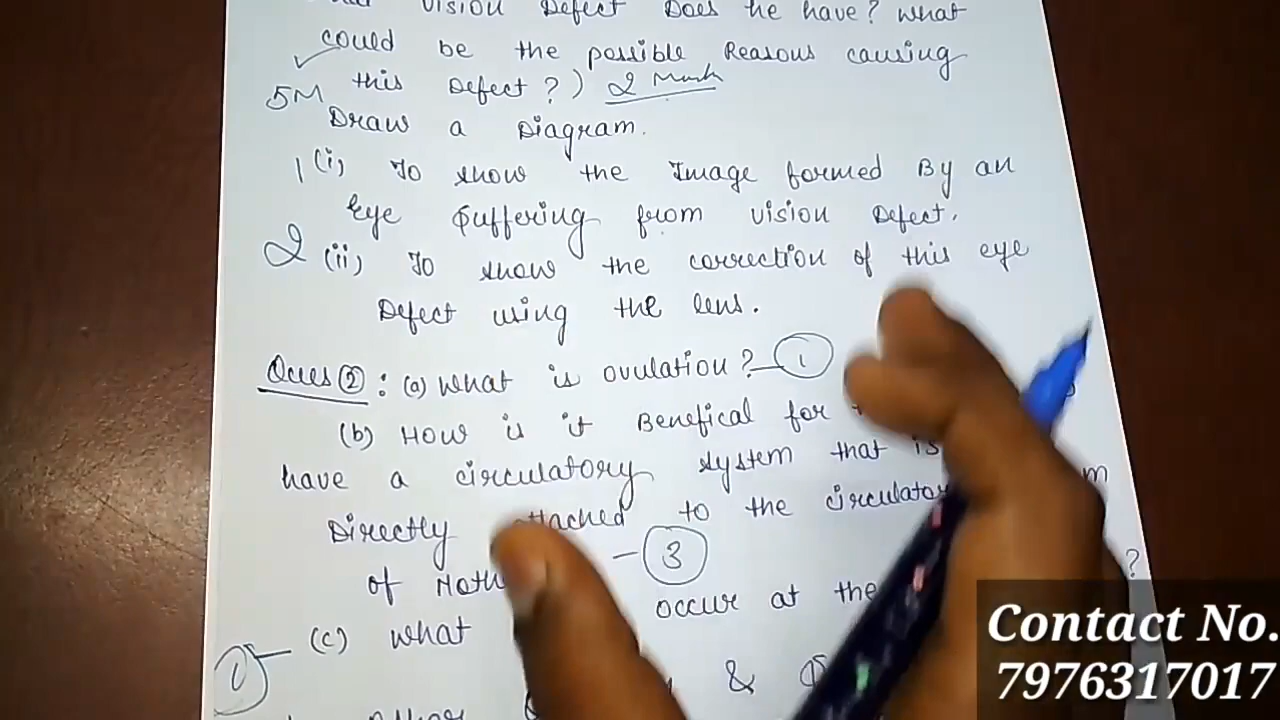 vision Defect Does he have? what
could be the possible Reasons causing
this Defect?) 2 Mark
5M
Draw a Diagram.
1 (i) To show the Image formed By an
Eye suffering from vision Defect.
2 (ii) To show the correction of this eye
Defect using the lens.
Ques ② : (a) What is ovulation? — ①
(b) How is it Benefical for
have a circulatory system that is
Directly attached to the
of — ③
(c) what occur at the ?
①—
&
Contact No.
7976317017